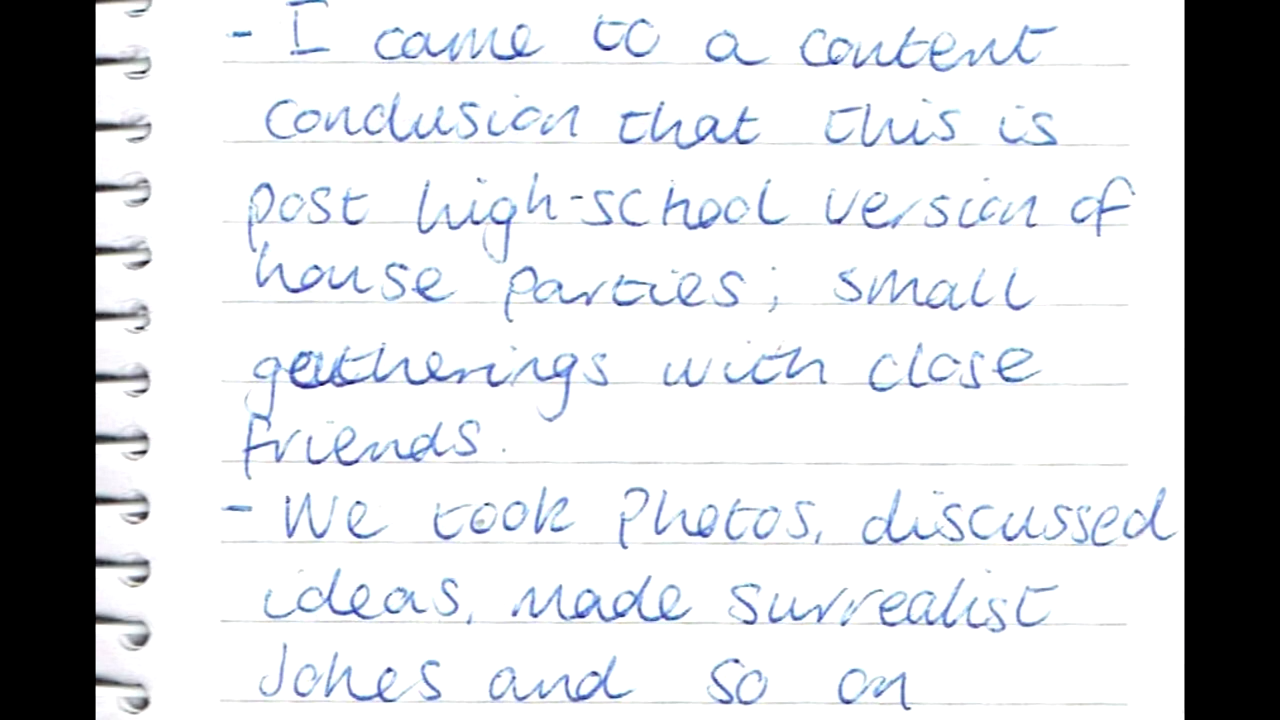 - I came to a content
conclusion that this is
post high-school version of
house parties; small
gatherings with close
friends.
- We took Photos, discussed
ideas, made surrealist
Jokes and so on